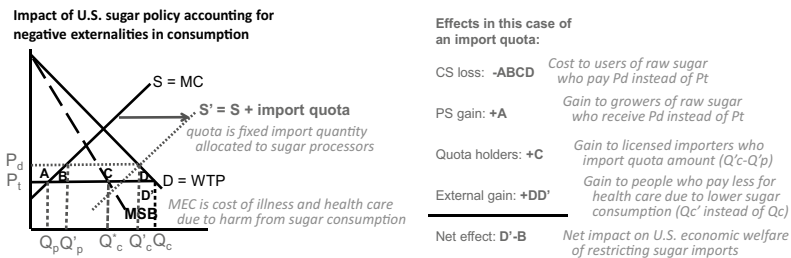 Impact of U.S. sugar policy accounting for
negative externalities in consumption
S = MC
S' = S + import quota
quota is fixed import quantity
allocated to sugar processors
Pd
Pt
A B C D
D = WTP
D'
MSB
MEC is cost of illness and health care
due to harm from sugar consumption
Qp Q'p Q*c Q'c Qc
Effects in this case of
an import quota:
CS loss: -ABCD
Cost to users of raw sugar
who pay Pd instead of Pt
PS gain: +A
Gain to growers of raw sugar
who receive Pd instead of Pt
Quota holders: +C
Gain to licensed importers who
import quota amount (Q'c-Q'p)
External gain: +DD'
Gain to people who pay less for
health care due to lower sugar
consumption (Qc' instead of Qc)
Net effect: D'-B
Net impact on U.S. economic welfare
of restricting sugar imports